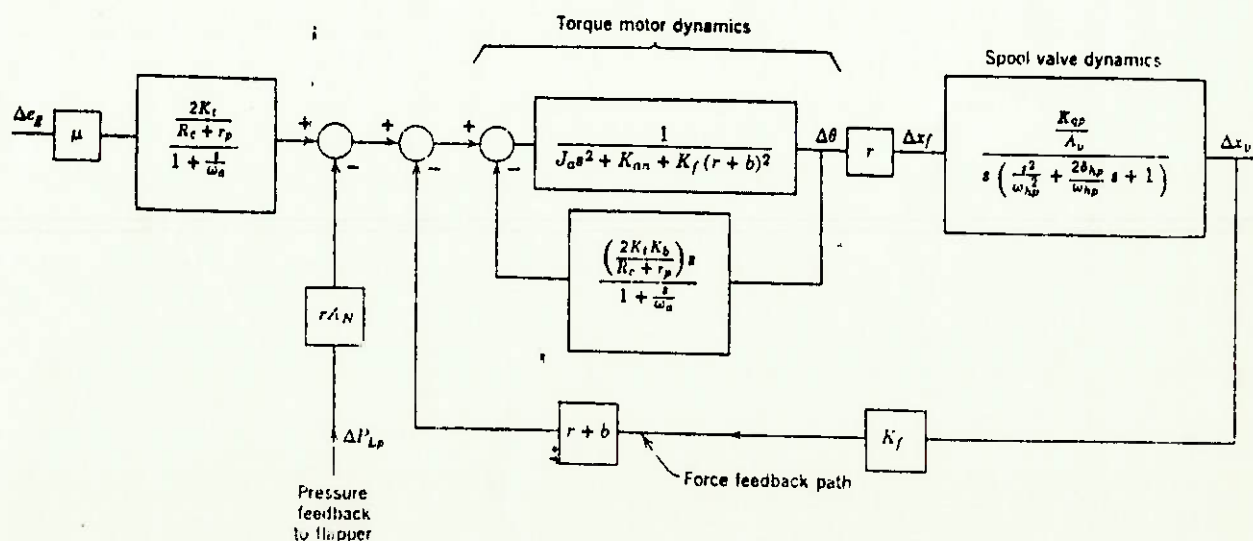 Torque motor dynamics
Spool valve dynamics
Δe_g
μ
2K_t
R_c + r_p
1 + s/ω_a
+
−
+
−
+
−
1
J_a s² + K_an + K_f (r + b)²
Δθ
r
Δx_f
K_qp
A_v
s ( s²/ω_hp² + 2δ_hp/ω_hp s + 1 )
Δx_v
( 2K_t K_b / R_c + r_p ) s
1 + s/ω_a
rA_N
ΔP_Lp
r + b
K_f
Force feedback path
Pressure
feedback
to flapper